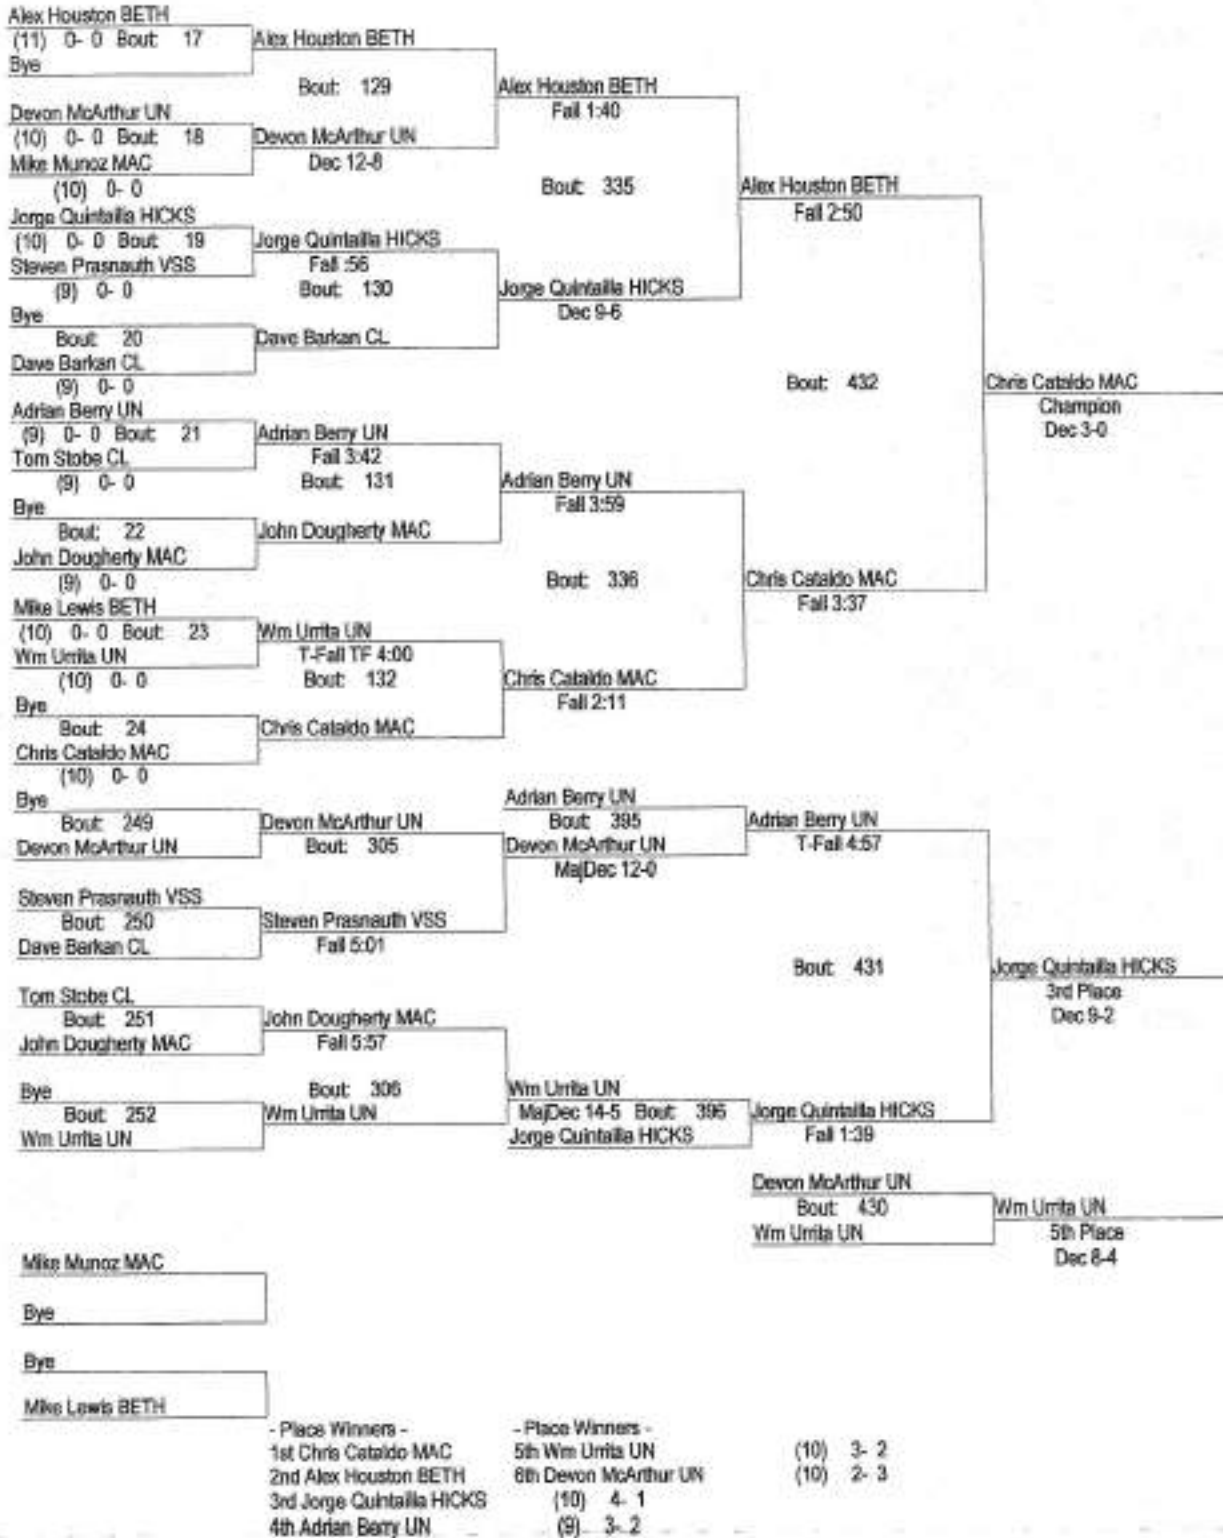 Alex Houston BETH
(11) 0- 0 Bout: 17
Bye
Alex Houston BETH
Bout: 129
Devon McArthur UN
(10) 0- 0 Bout: 18
Mike Munoz MAC
(10) 0- 0
Devon McArthur UN
Dec 12-8
Alex Houston BETH
Fall 1:40
Bout: 335
Jorge Quintailla HICKS
(10) 0- 0 Bout: 19
Steven Prasnauth VSS
(9) 0- 0
Jorge Quintailla HICKS
Fall :56
Bout: 130
Bye
Bout: 20
Dave Barkan CL
(9) 0- 0
Dave Barkan CL
Jorge Quintailla HICKS
Dec 9-6
Alex Houston BETH
Fall 2:50
Bout: 432
Adrian Berry UN
(9) 0- 0 Bout: 21
Tom Stobe CL
(9) 0- 0
Adrian Berry UN
Fall 3:42
Bout: 131
Bye
Bout: 22
John Dougherty MAC
(9) 0- 0
John Dougherty MAC
Adrian Berry UN
Fall 3:59
Bout: 336
Mike Lewis BETH
(10) 0- 0 Bout: 23
Wm Urrita UN
(10) 0- 0
Wm Urrita UN
T-Fall TF 4:00
Bout: 132
Bye
Bout: 24
Chris Cataldo MAC
(10) 0- 0
Chris Cataldo MAC
Chris Cataldo MAC
Fall 2:11
Chris Cataldo MAC
Fall 3:37
Chris Cataldo MAC
Champion
Dec 3-0
Bye
Bout: 249
Devon McArthur UN
Devon McArthur UN
Bout: 305
Steven Prasnauth VSS
Bout: 250
Dave Barkan CL
Steven Prasnauth VSS
Fall 5:01
Adrian Berry UN
Bout: 395
Devon McArthur UN
MajDec 12-0
Adrian Berry UN
T-Fall 4:57
Bout: 431
Tom Stobe CL
Bout: 251
John Dougherty MAC
John Dougherty MAC
Fall 5:57
Bout: 306
Bye
Bout: 252
Wm Urrita UN
Wm Urrita UN
Wm Urrita UN
MajDec 14-5 Bout: 396
Jorge Quintailla HICKS
Jorge Quintailla HICKS
Fall 1:39
Jorge Quintailla HICKS
3rd Place
Dec 9-2
Devon McArthur UN
Bout: 430
Wm Urrita UN
Wm Urrita UN
5th Place
Dec 8-4
Mike Munoz MAC
Bye
Bye
Mike Lewis BETH
- Place Winners -
1st Chris Cataldo MAC
2nd Alex Houston BETH
3rd Jorge Quintailla HICKS (10) 4- 1
4th Adrian Berry UN (9) 3- 2
- Place Winners -
5th Wm Urrita UN (10) 3- 2
6th Devon McArthur UN (10) 2- 3